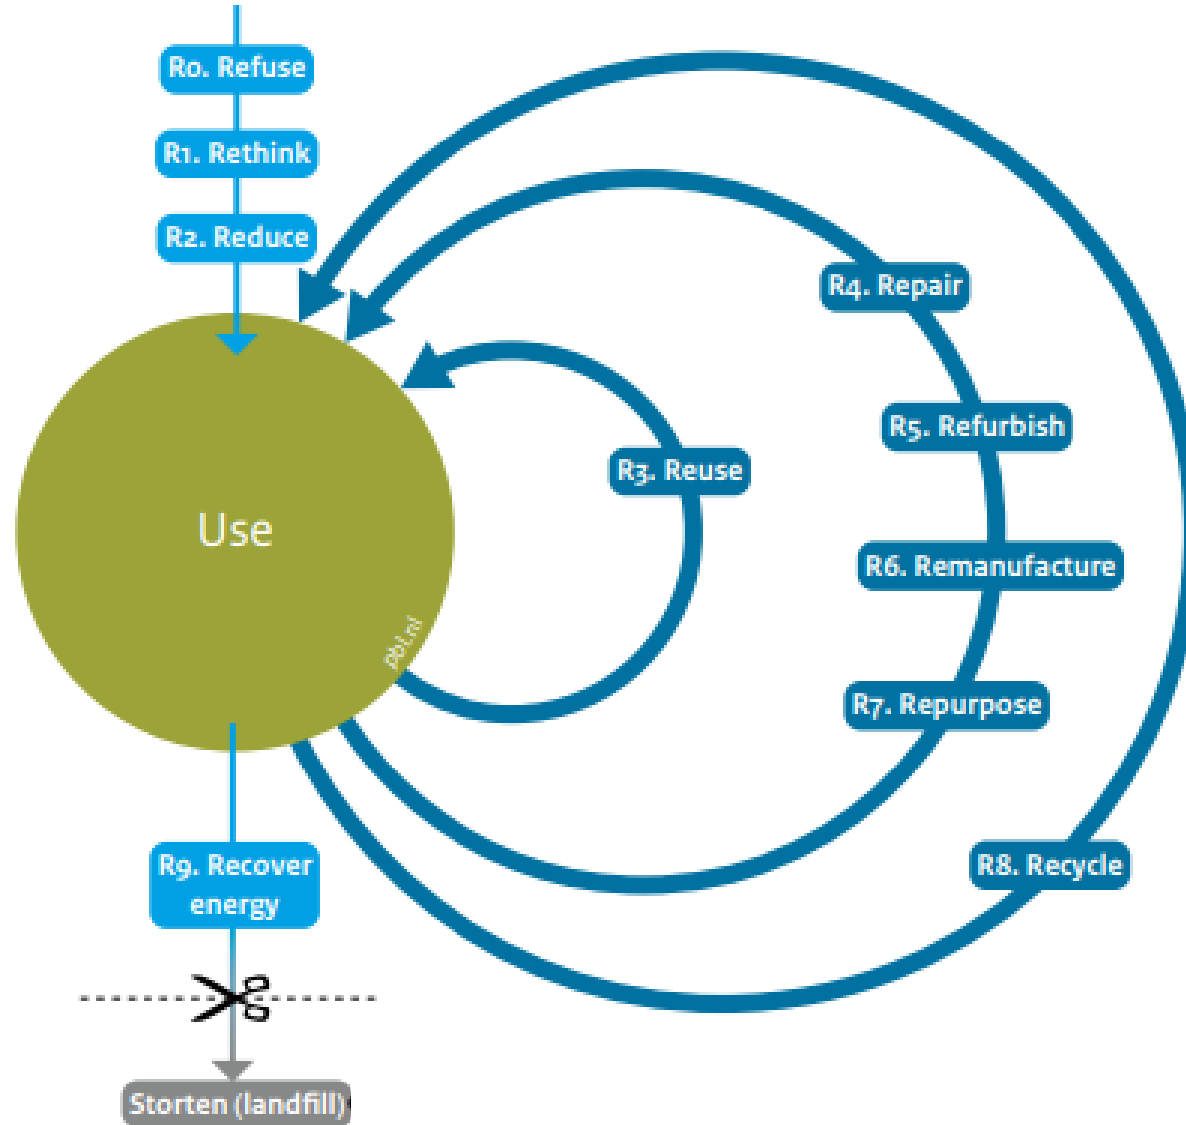 R0. Refuse
R1. Rethink
R2. Reduce
R4. Repair
R5. Refurbish
R3. Reuse
Use
R6. Remanufacture
pbl.nl
R7. Repurpose
R9. Recover
energy
R8. Recycle
Storten (landfill)